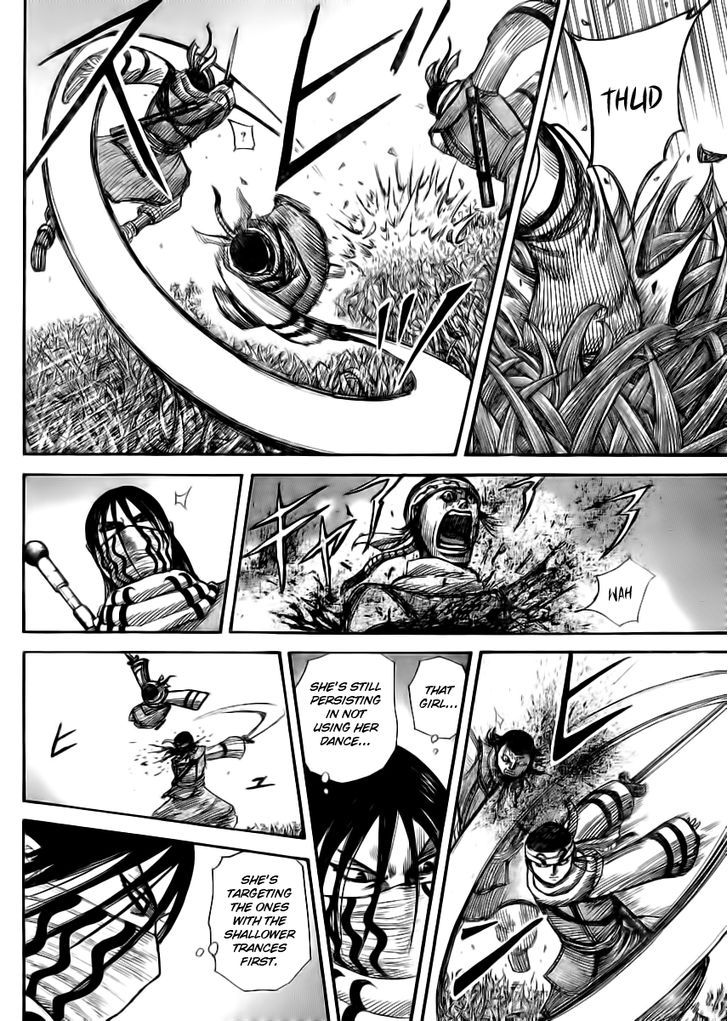 THUD
?
WAH
THAT
GIRL...
SHE'S STILL
PERSISTING
IN NOT
USING HER
DANCE...
SHE'S
TARGETING
THE ONES
WITH THE
SHALLOWER
TRANCES
FIRST.